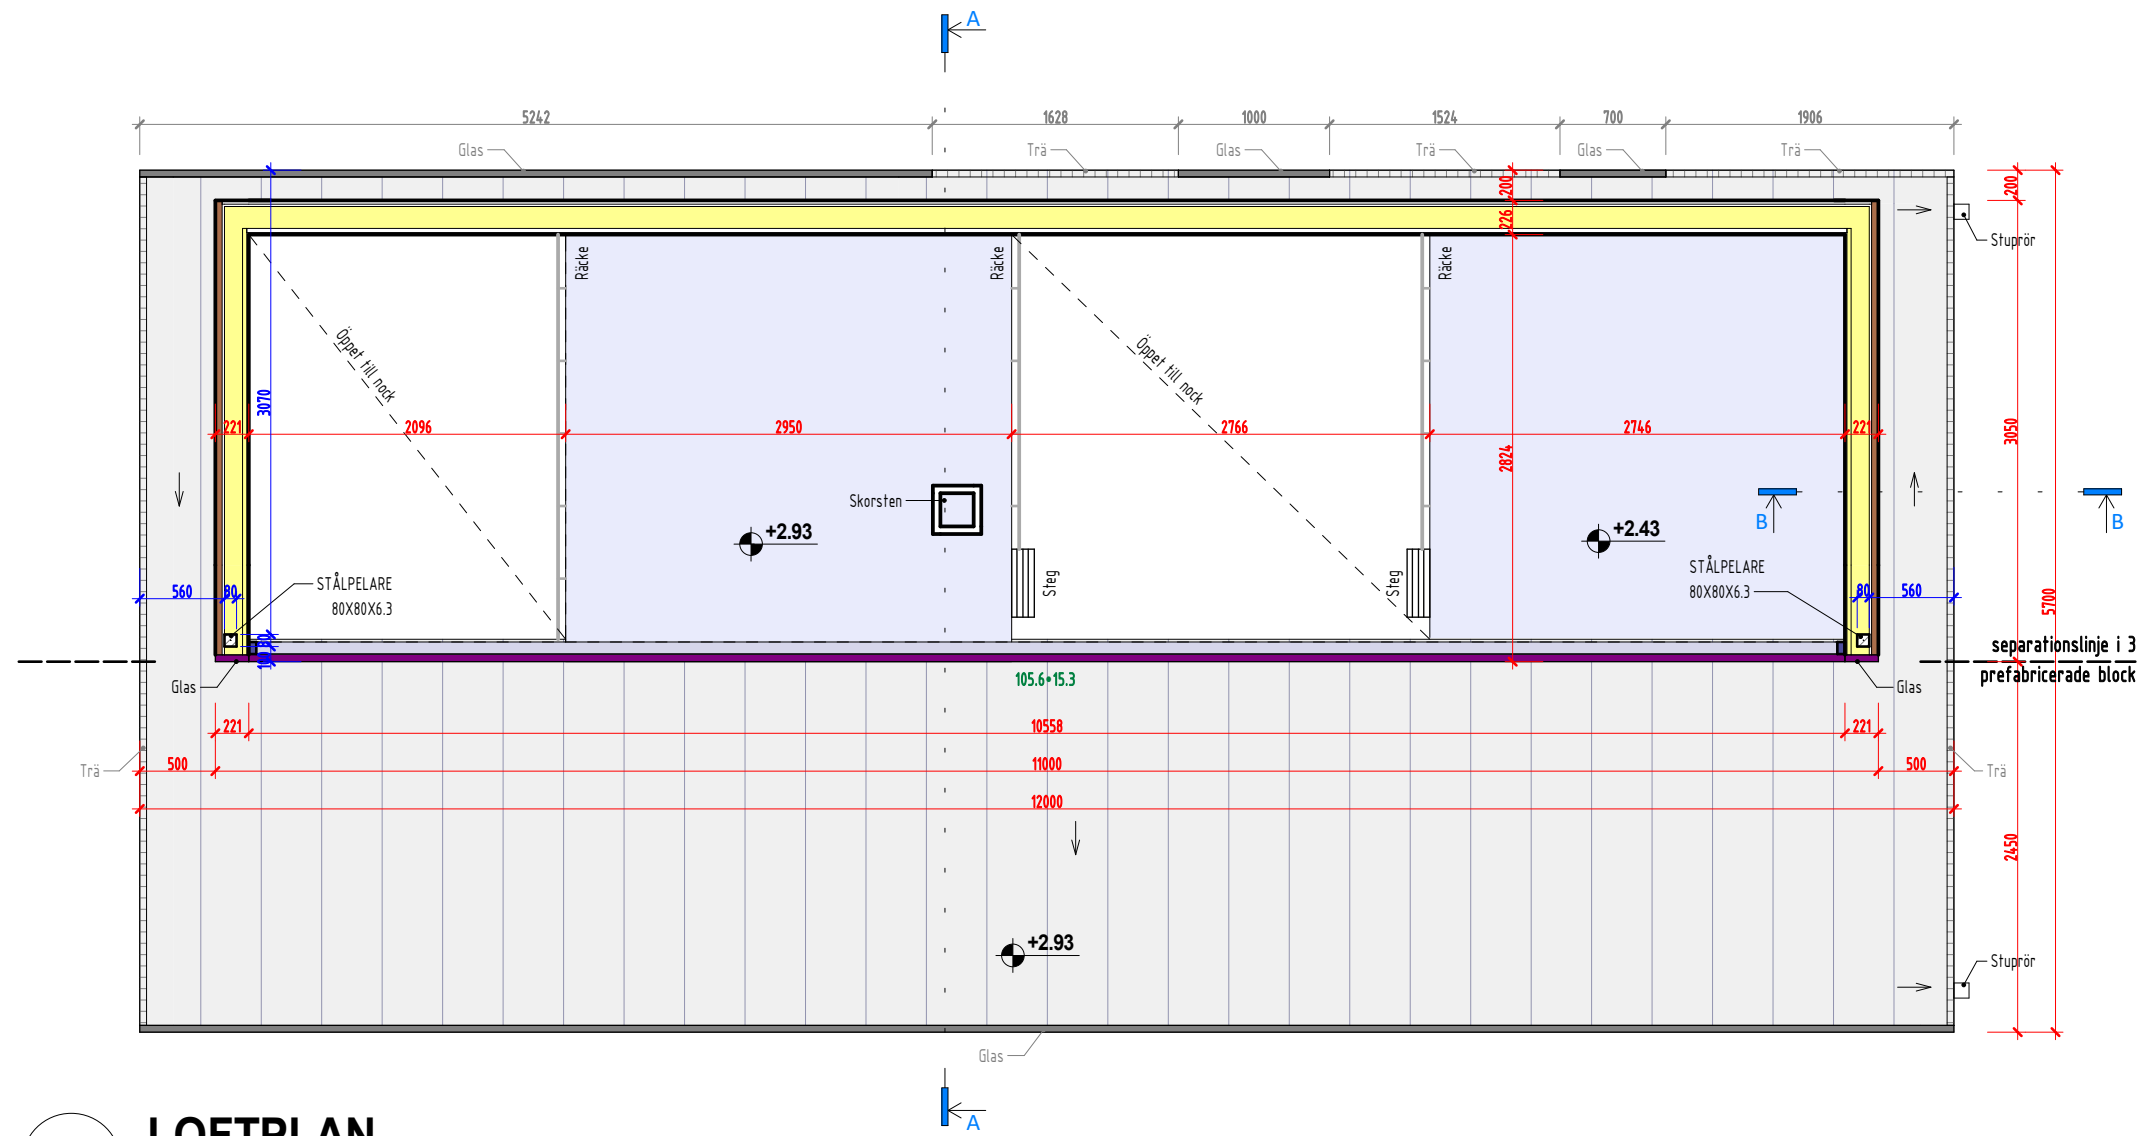 A
5242
1628
1000
1524
700
1906
Glas
Trä
Glas
Trä
Glas
Trä
200
200
226
Stuprör
Räcke
Räcke
Räcke
Öppet till nock
Öppet till nock
3070
221
2096
2950
2766
2746
221
3050
2824
Skorsten
+2.93
+2.43
B
B
STÅLPELARE
80X80X6.3
STÅLPELARE
80X80X6.3
560
80
Steg
Steg
80
560
5700
80
100
separationslinje i 3
prefabricerade block
Glas
105.6•15.3
Glas
221
10558
221
Trä
500
11000
500
Trä
12000
2450
+2.93
Stuprör
Glas
A
LOFTPLAN